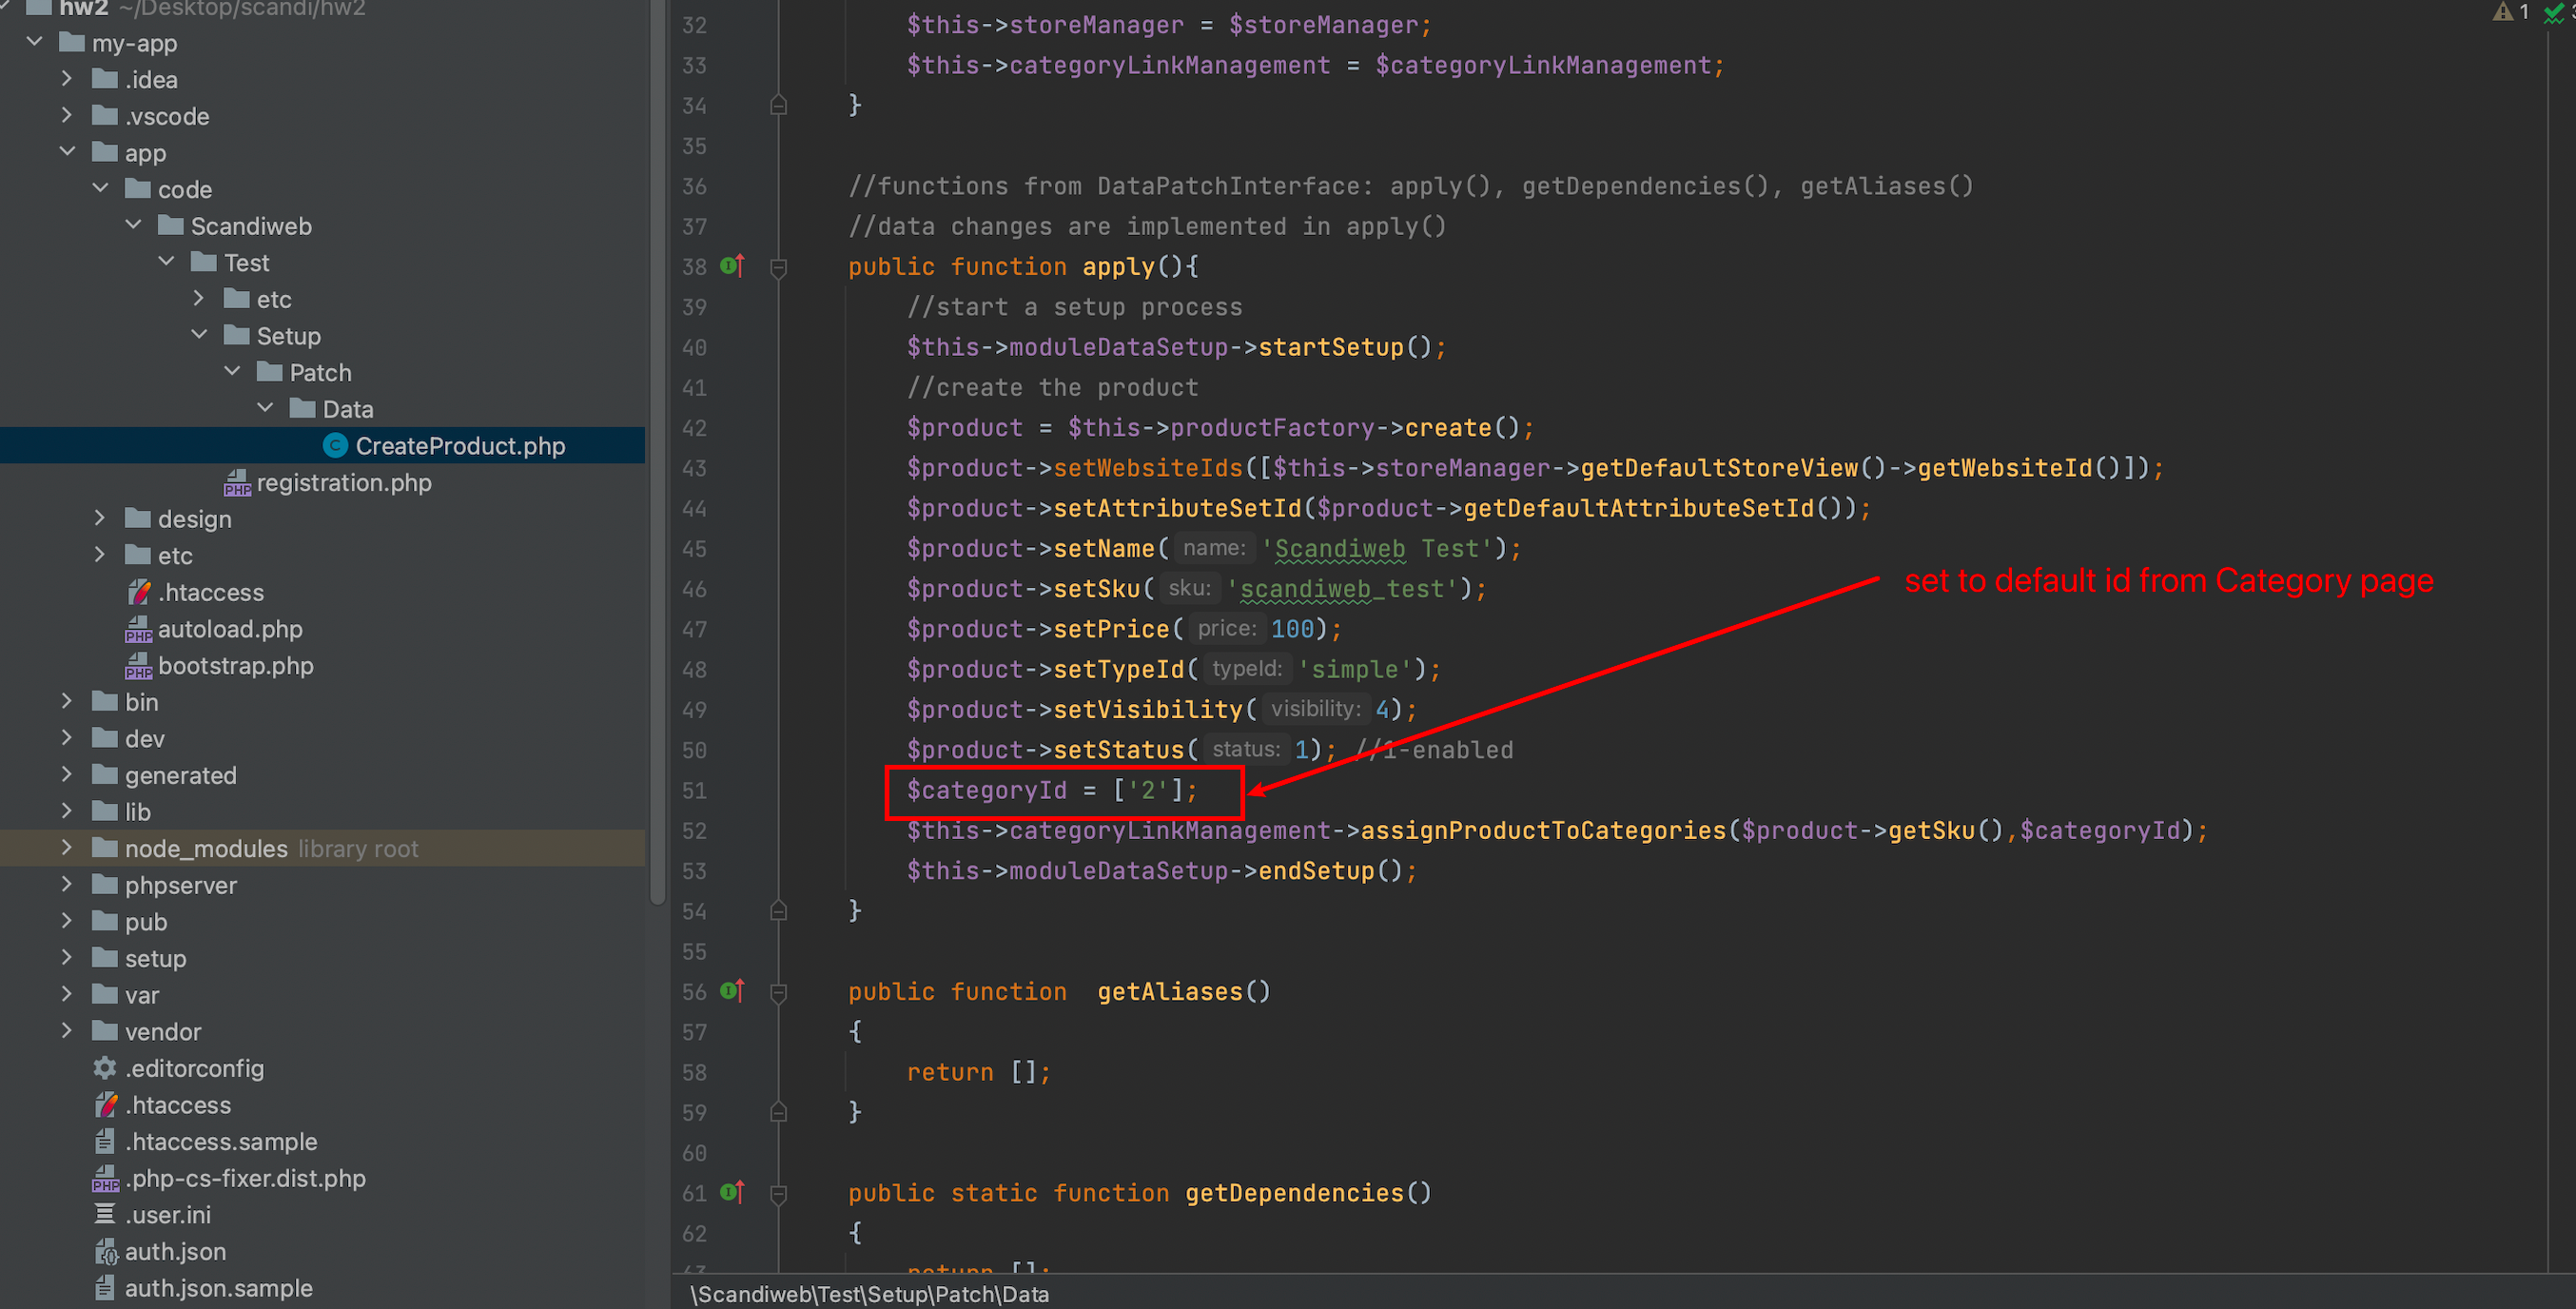 hw2 ~/Desktop/scandi/hw2
my-app
.idea
.vscode
app
code
Scandiweb
Test
etc
Setup
Patch
Data
CreateProduct.php
registration.php
design
etc
.htaccess
autoload.php
bootstrap.php
bin
dev
generated
lib
node_modules library root
phpserver
pub
setup
var
vendor
.editorconfig
.htaccess
.htaccess.sample
.php-cs-fixer.dist.php
.user.ini
auth.json
auth.json.sample
1
32 $this->storeManager = $storeManager;
33 $this->categoryLinkManagement = $categoryLinkManagement;
34 }
35
36 //functions from DataPatchInterface: apply(), getDependencies(), getAliases()
37 //data changes are implemented in apply()
38 public function apply(){
39 //start a setup process
40 $this->moduleDataSetup->startSetup();
41 //create the product
42 $product = $this->productFactory->create();
43 $product->setWebsiteIds([$this->storeManager->getDefaultStoreView()->getWebsiteId()]);
44 $product->setAttributeSetId($product->getDefaultAttributeSetId());
45 $product->setName( name: 'Scandiweb Test');
46 $product->setSku( sku: 'scandiweb_test');
47 $product->setPrice( price: 100);
48 $product->setTypeId( typeId: 'simple');
49 $product->setVisibility( visibility: 4);
50 $product->setStatus( status: 1); //1-enabled
51 $categoryId = ['2'];
52 $this->categoryLinkManagement->assignProductToCategories($product->getSku(),$categoryId);
53 $this->moduleDataSetup->endSetup();
54 }
55
56 public function getAliases()
57 {
58 return [];
59 }
60
61 public static function getDependencies()
62 {
63 return [];
set to default id from Category page
\Scandiweb\Test\Setup\Patch\Data